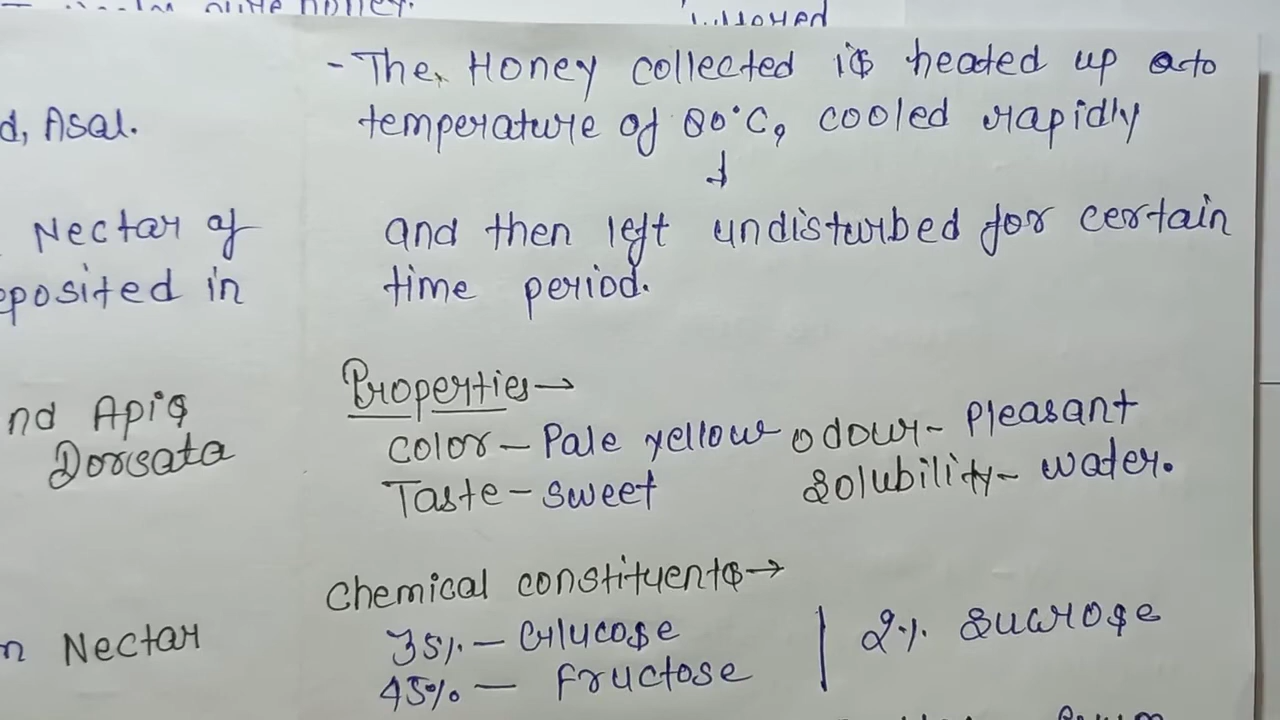 honey.
- The Honey collected is heated up to
temperature of 80°C, cooled rapidly
and then left undisturbed for certain
time period.
d, Asal.
Nectar of
eposited in
nd Apis
Dorsata
n Nectar
Properties→
Color - Pale yellow odour - Pleasant
Taste - sweet Solubility - water.
Chemical constituents→
35% - Glucose | 2% Sucrose
45% - Fructose